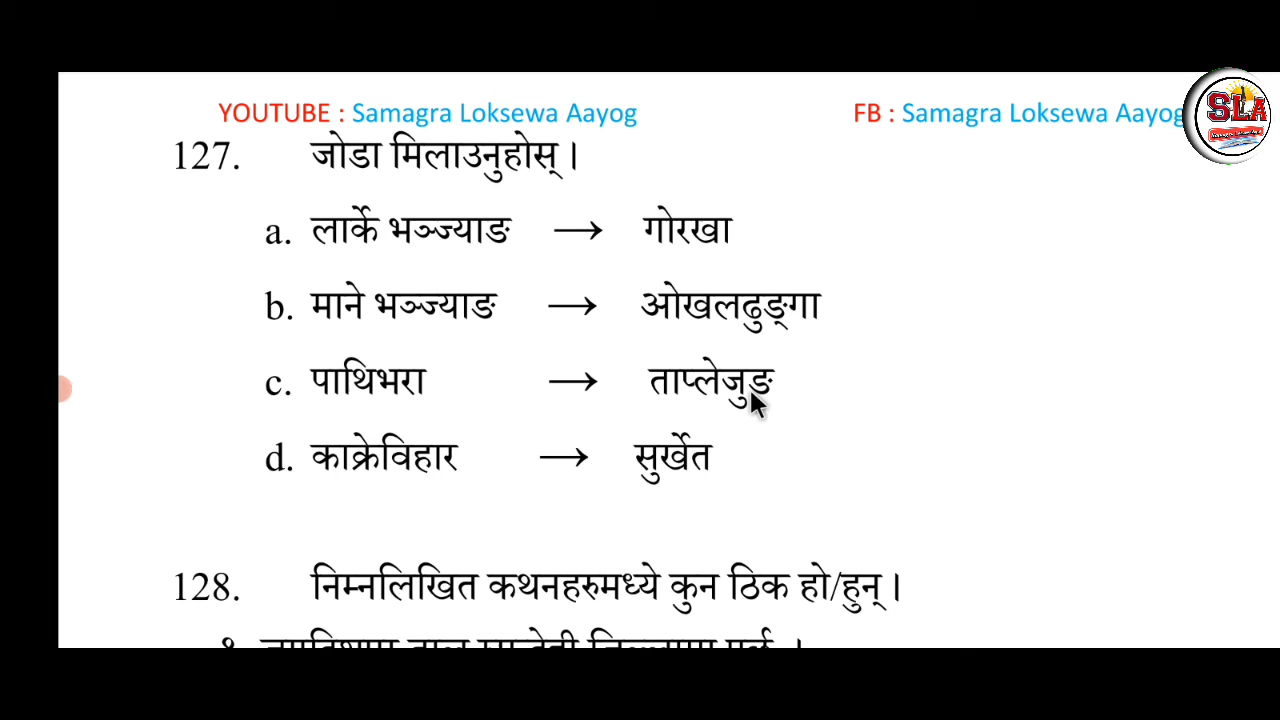 YOUTUBE : Samagra Loksewa Aayog FB : Samagra Loksewa Aayog
SLA
127. जोडा मिलाउनुहोस् ।
a. लार्के भञ्ज्याङ → गोरखा
b. माने भञ्ज्याङ → ओखलढुङ्गा
c. पाथिभरा → ताप्लेजुङ
d. काक्रेविहार → सुर्खेत
128. निम्नलिखित कथनहरुमध्ये कुन ठिक हो/हुन् ।